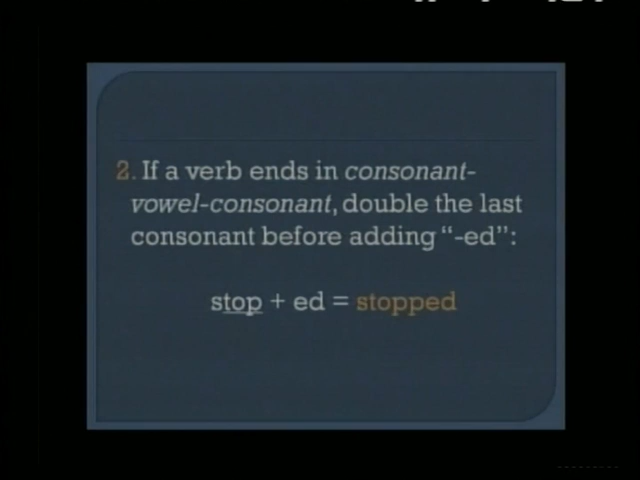 2. If a verb ends in consonant-
vowel-consonant, double the last
consonant before adding “-ed”:
stop + ed = stopped